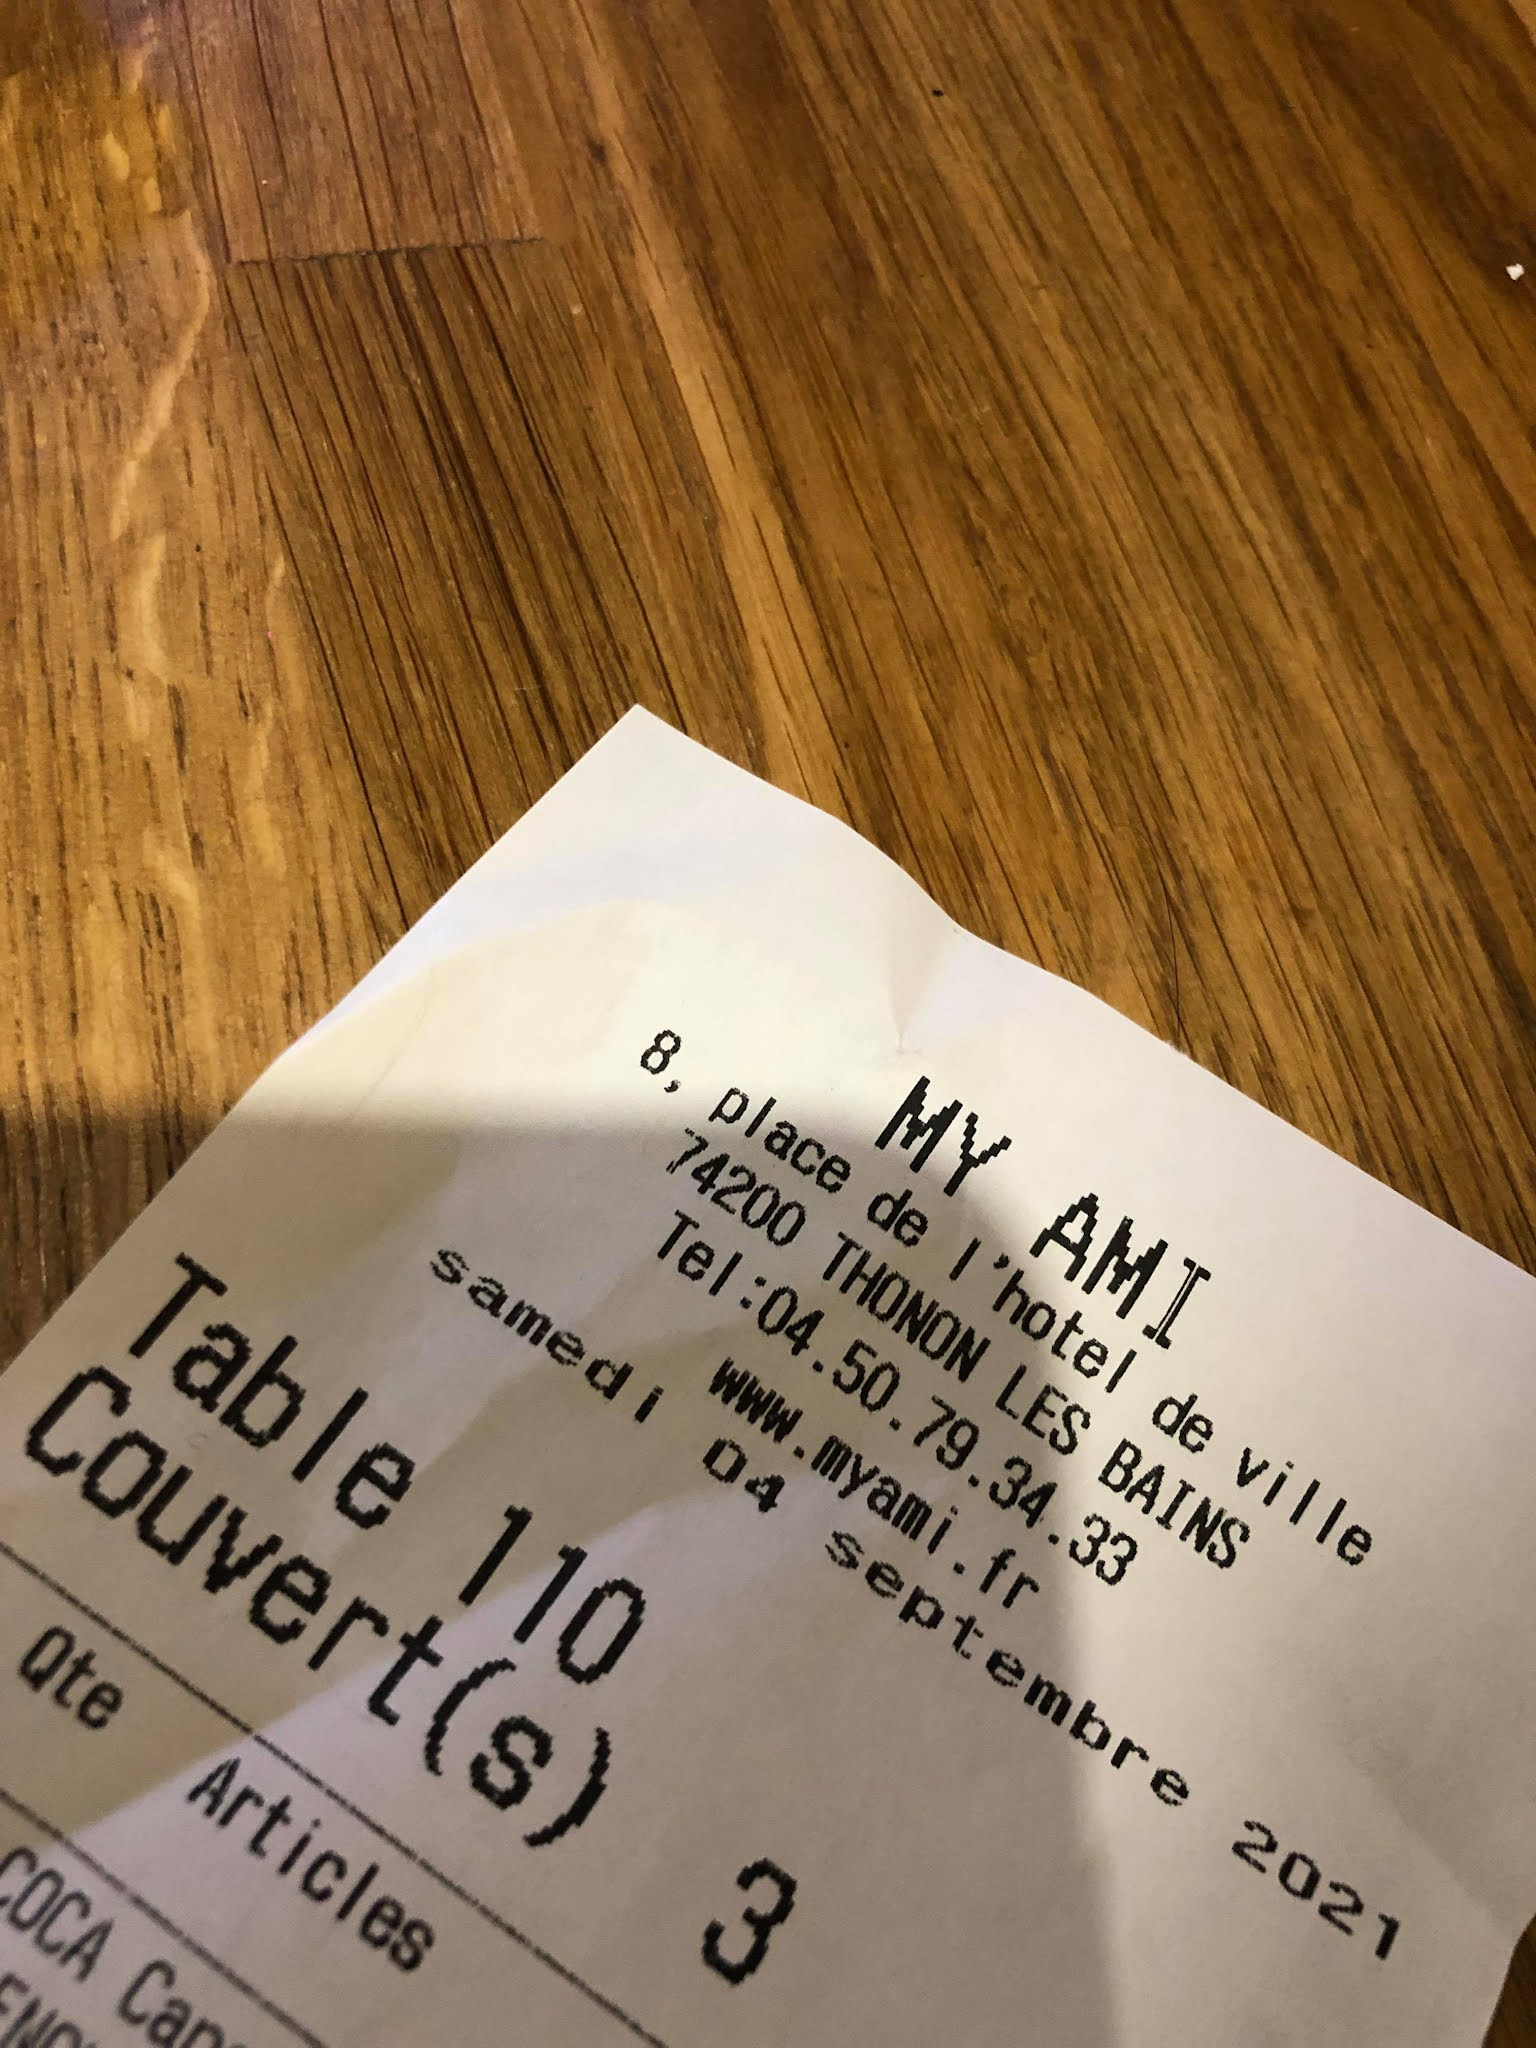 MY AMI
8, place de l'hotel de ville
74200 THONON LES BAINS
Tel:04.50.79.34.33
www.myami.fr
samedi 04 septembre 2021
Table 110
Couvert(s) 3
Qte Articles
COCA